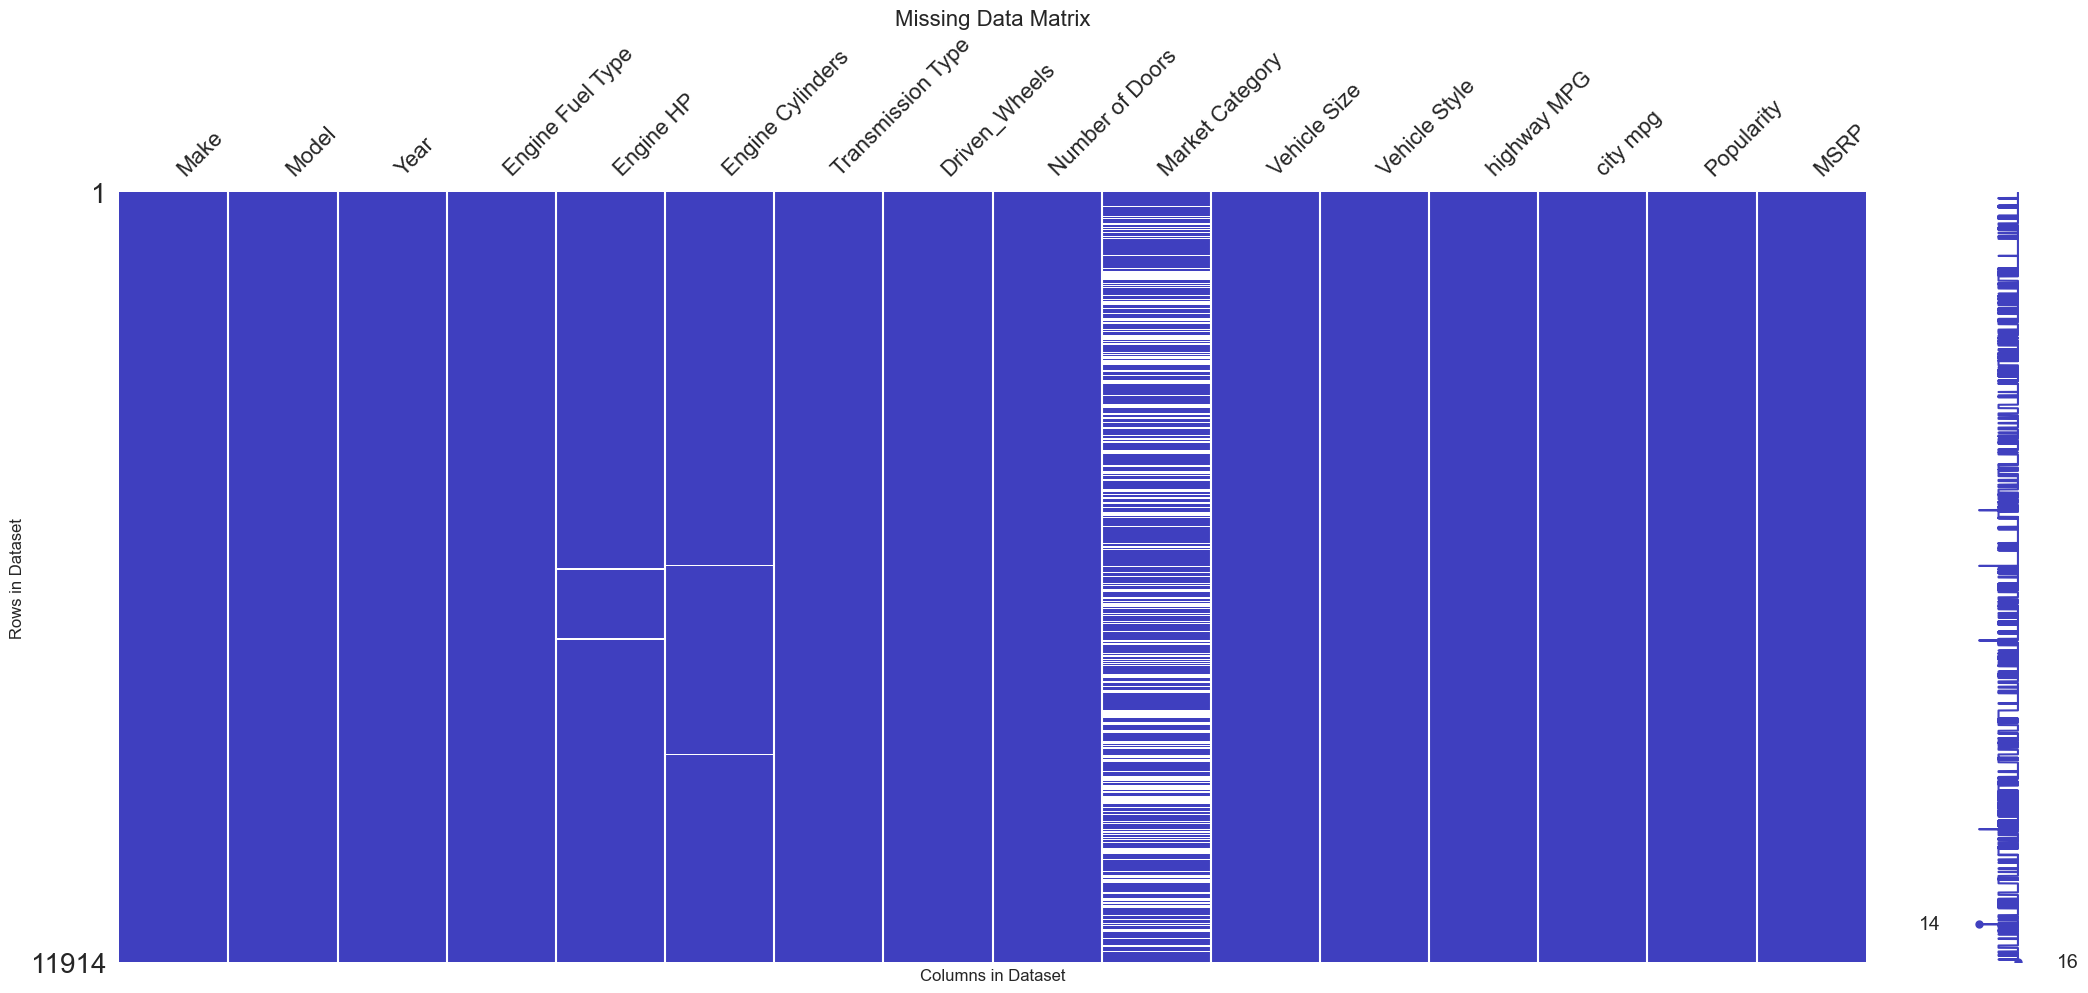 Missing Data Matrix
Make
Model
Year
Engine Fuel Type
Engine HP
Engine Cylinders
Transmission Type
Driven_Wheels
Number of Doors
Market Category
Vehicle Size
Vehicle Style
highway MPG
city mpg
Popularity
MSRP
1
Rows in Dataset
14
11914
16
Columns in Dataset